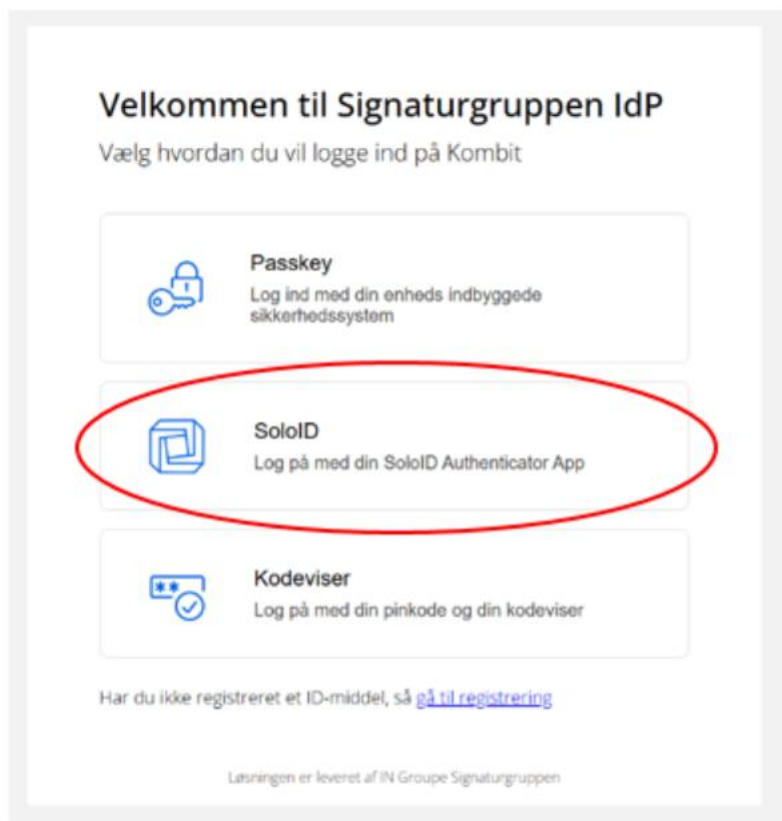 Velkommen til Signaturgruppen IdP
Vælg hvordan du vil logge ind på Kombit
Passkey
Log ind med din enheds indbyggede
sikkerhedssystem
SoloID
Log på med din SoloID Authenticator App
Kodeviser
Log på med din pinkode og din kodeviser
Har du ikke registreret et ID-middel, så gå til registrering
Løsningen er leveret af IN Groupe Signaturgruppen